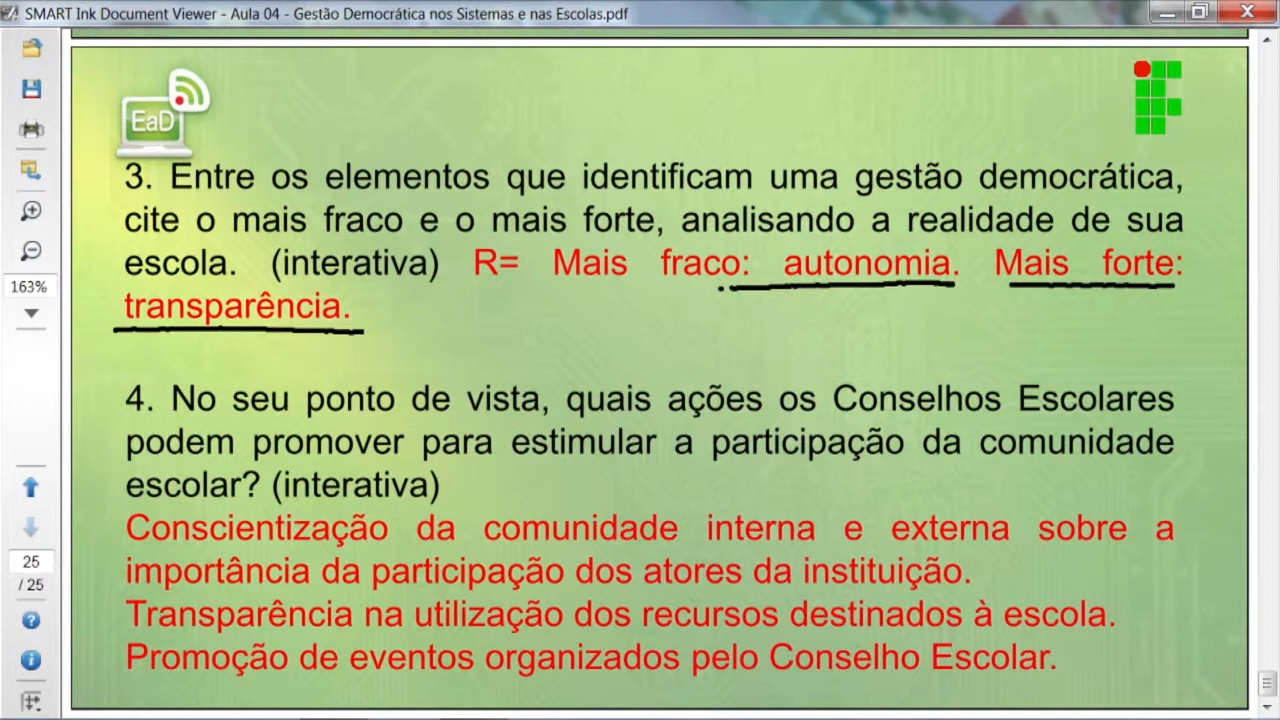 SMART Ink Document Viewer - Aula 04 - Gestão Democrática nos Sistemas e nas Escolas.pdf
EaD
3. Entre os elementos que identificam uma gestão democrática,
cite o mais fraco e o mais forte, analisando a realidade de sua
escola. (interativa) R= Mais fraco: autonomia. Mais forte:
transparência.
4. No seu ponto de vista, quais ações os Conselhos Escolares
podem promover para estimular a participação da comunidade
escolar? (interativa)
Conscientização da comunidade interna e externa sobre a
importância da participação dos atores da instituição.
Transparência na utilização dos recursos destinados à escola.
Promoção de eventos organizados pelo Conselho Escolar.
163%
25
/ 25